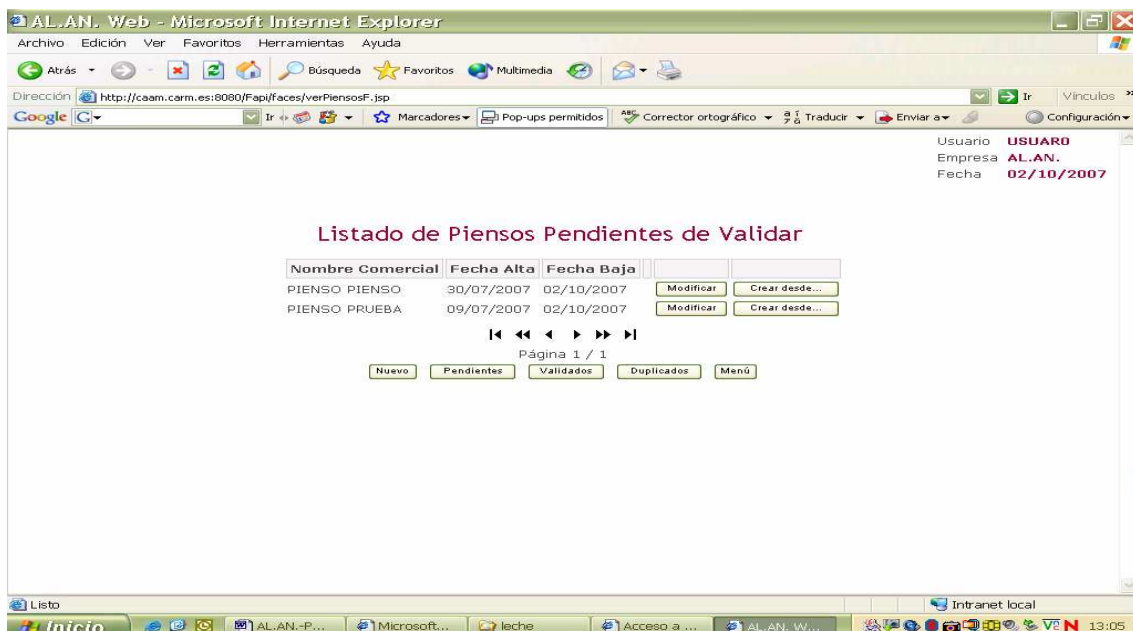 AL.AN. Web - Microsoft Internet Explorer
Archivo Edición Ver Favoritos Herramientas Ayuda
Atrás Búsqueda Favoritos Multimedia
Dirección http://caam.carm.es:8080/Fapi/faces/verPiensosF.jsp Ir Vínculos »
Google G Ir Marcadores Pop-ups permitidos ABC Corrector ortográfico Traducir Enviar a Configuración
Usuario USUAR0
Empresa AL.AN.
Fecha 02/10/2007
Listado de Piensos Pendientes de Validar
Nombre Comercial Fecha Alta Fecha Baja
PIENSO PIENSO 30/07/2007 02/10/2007 Modificar Crear desde...
PIENSO PRUEBA 09/07/2007 02/10/2007 Modificar Crear desde...
Página 1 / 1
Nuevo Pendientes Validados Duplicados Menú
Listo Intranet local
Inicio AL.AN.-P... Microsoft... leche Acceso a ... AL.AN. W... N 13:05